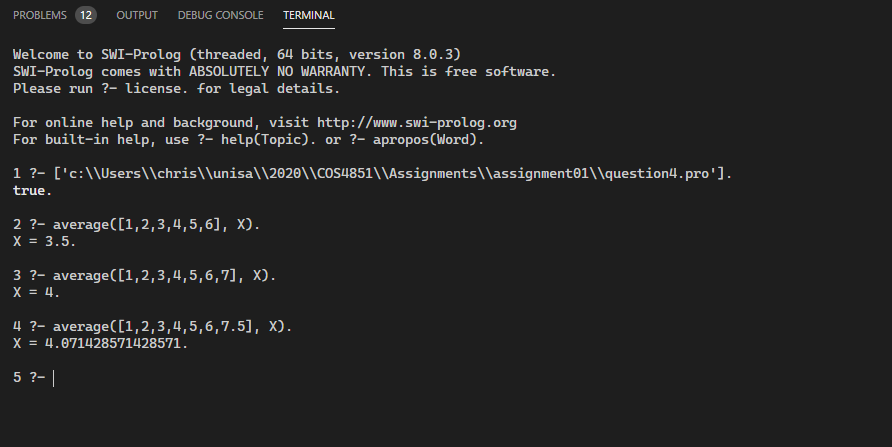 PROBLEMS 12 OUTPUT DEBUG CONSOLE TERMINAL
Welcome to SWI-Prolog (threaded, 64 bits, version 8.0.3)
SWI-Prolog comes with ABSOLUTELY NO WARRANTY. This is free software.
Please run ?- license. for legal details.
For online help and background, visit http://www.swi-prolog.org
For built-in help, use ?- help(Topic). or ?- apropos(Word).
1 ?- ['c:\\Users\\chris\\unisa\\2020\\COS4851\\Assignments\\assignment01\\question4.pro'].
true.
2 ?- average([1,2,3,4,5,6], X).
X = 3.5.
3 ?- average([1,2,3,4,5,6,7], X).
X = 4.
4 ?- average([1,2,3,4,5,6,7.5], X).
X = 4.071428571428571.
5 ?-